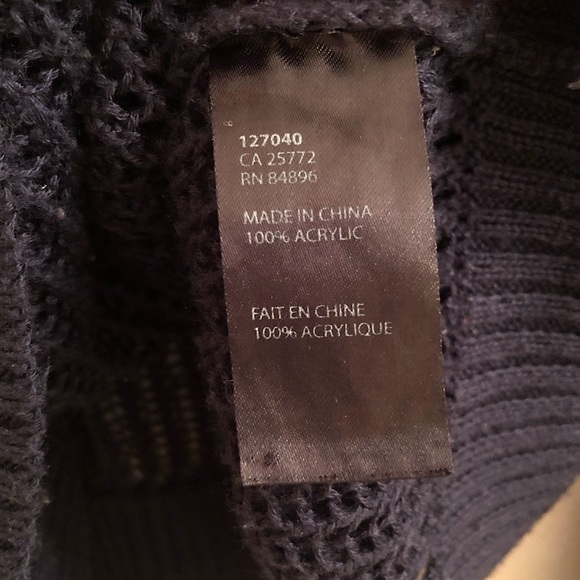 127040
CA 25772
RN 84896
MADE IN CHINA
100% ACRYLIC
FAIT EN CHINE
100% ACRYLIQUE